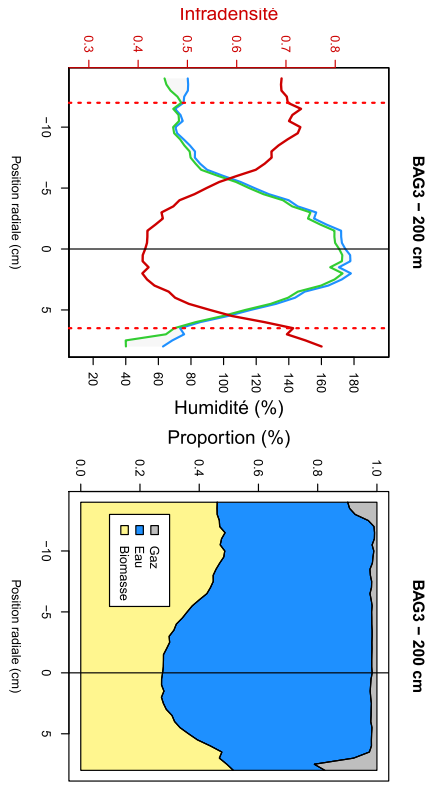 Infradensité
0.3 0.4 0.5 0.6 0.7 0.8
BAG3 − 200 cm
Position radiale (cm)
−10 −5 0 5
20 40 60 80 100 120 140 160 180
Humidité (%)
Proportion (%)
0.0 0.2 0.4 0.6 0.8 1.0
BAG3 − 200 cm
Gaz
Eau
Biomasse
Position radiale (cm)
−10 −5 0 5